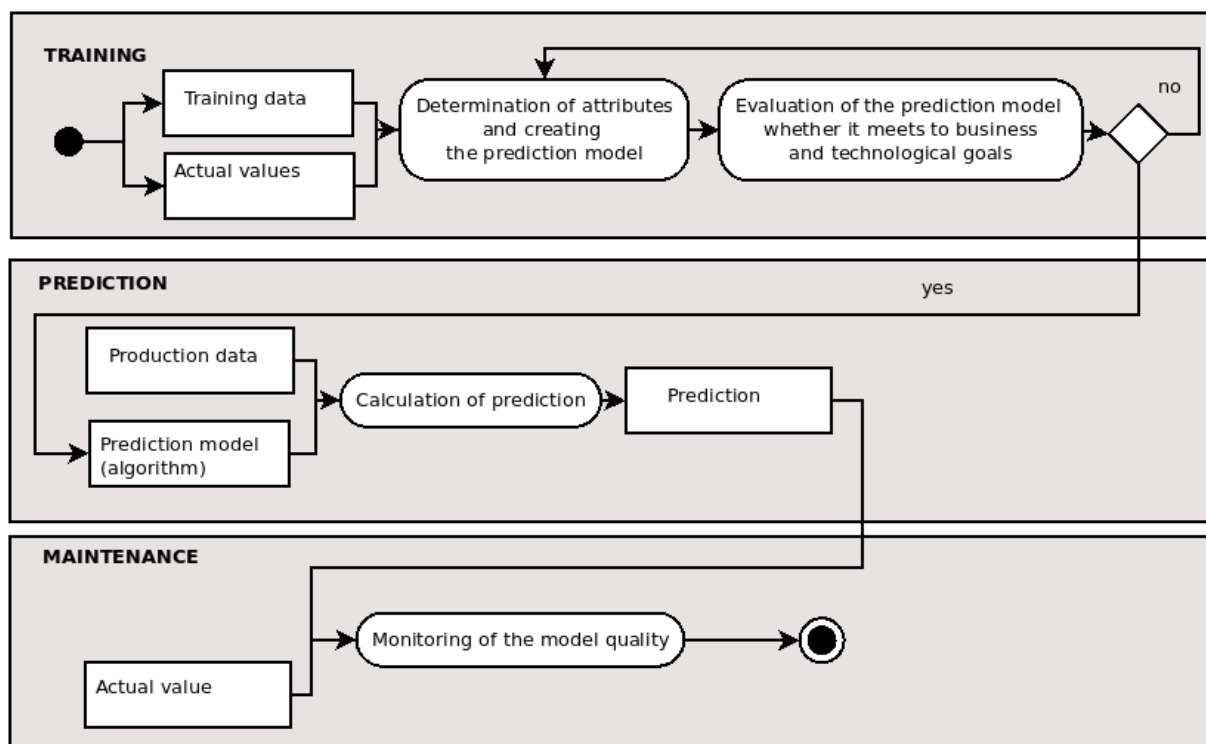 TRAINING
no
Training data
Actual values
Determination of attributes
and creating
the prediction model
Evaluation of the prediction model
whether it meets to business
and technological goals
PREDICTION
yes
Production data
Prediction model
(algorithm)
Calculation of prediction
Prediction
MAINTENANCE
Monitoring of the model quality
Actual value